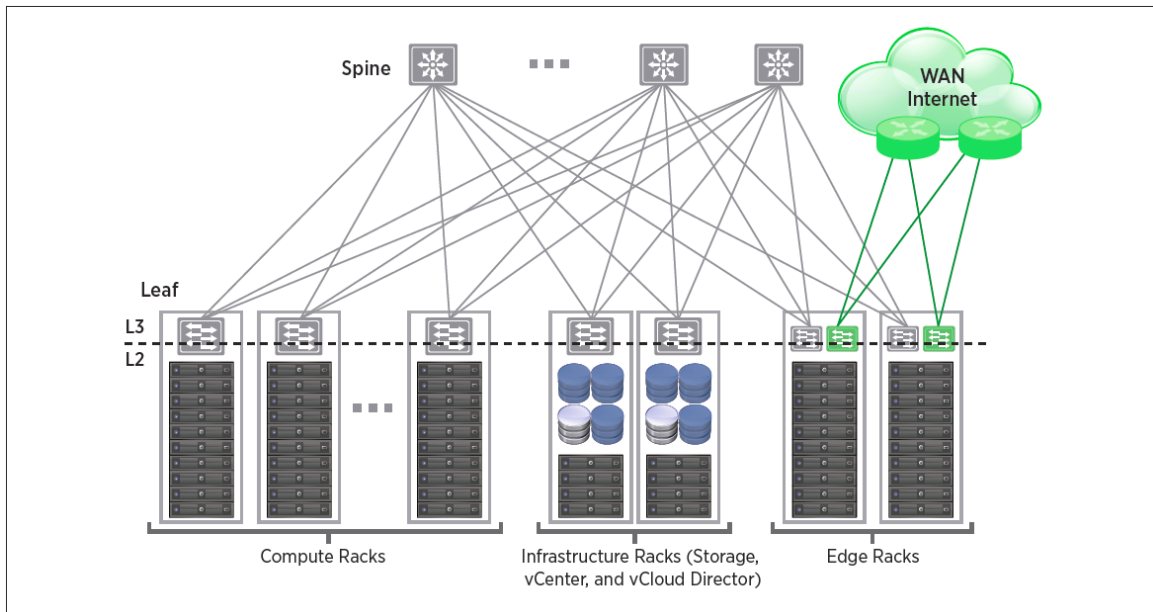 Spine
WAN
Internet
Leaf
L3
L2
Compute Racks
Infrastructure Racks (Storage,
vCenter, and vCloud Director)
Edge Racks